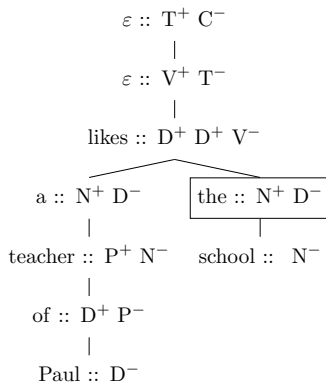 ε :: T⁺ C⁻
ε :: V⁺ T⁻
likes :: D⁺ D⁺ V⁻
a :: N⁺ D⁻ the :: N⁺ D⁻
teacher :: P⁺ N⁻ school :: N⁻
of :: D⁺ P⁻
Paul :: D⁻